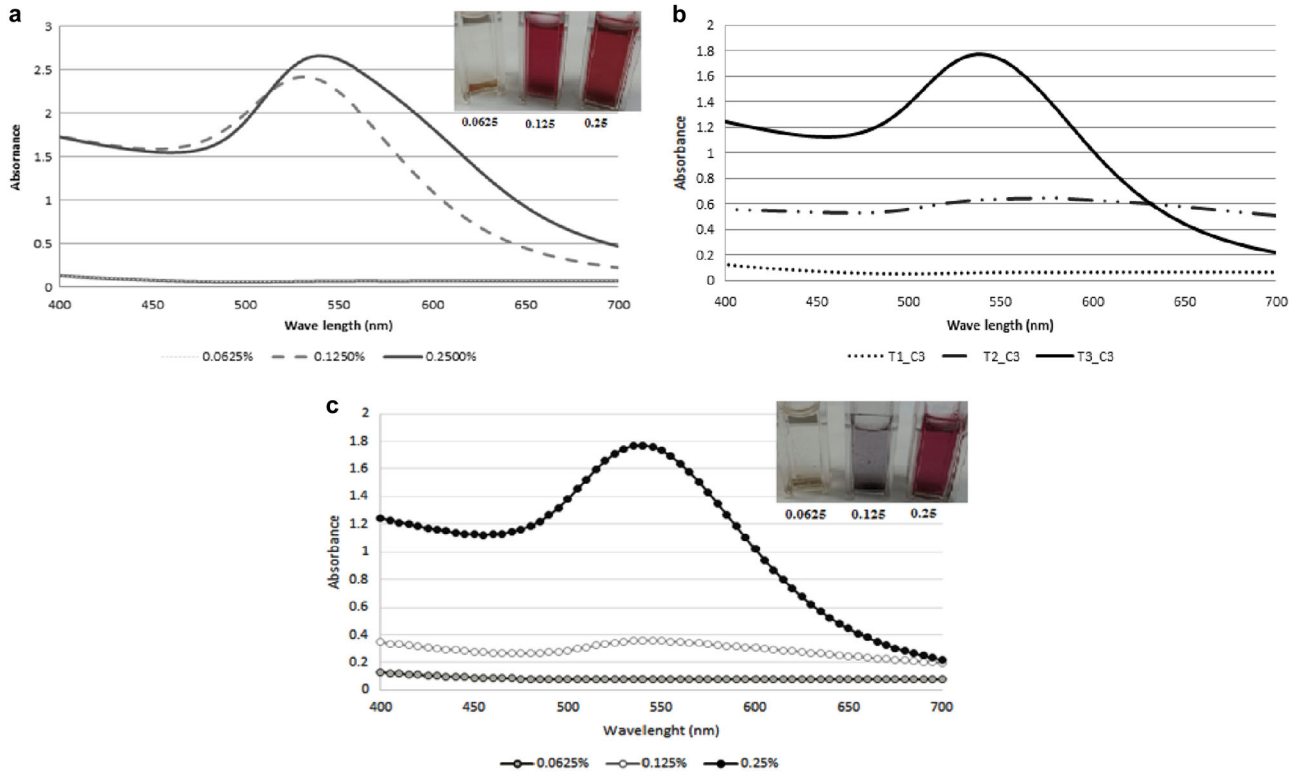 a
3
2.5
2
1.5
1
0.5
0
Absornance
400 450 500 550 600 650 700
Wave length (nm)
0.0625% 0.1250% 0.2500%
0.0625 0.125 0.25
b
2
1.8
1.6
1.4
1.2
1
0.8
0.6
0.4
0.2
0
Absorbance
400 450 500 550 600 650 700
Wave length (nm)
T1_C3 T2_C3 T3_C3
c
2
1.8
1.6
1.4
1.2
1
0.8
0.6
0.4
0.2
0
Absorbance
400 450 500 550 600 650 700
Wavelenght (nm)
0.0625% 0.125% 0.25%
0.0625 0.125 0.25